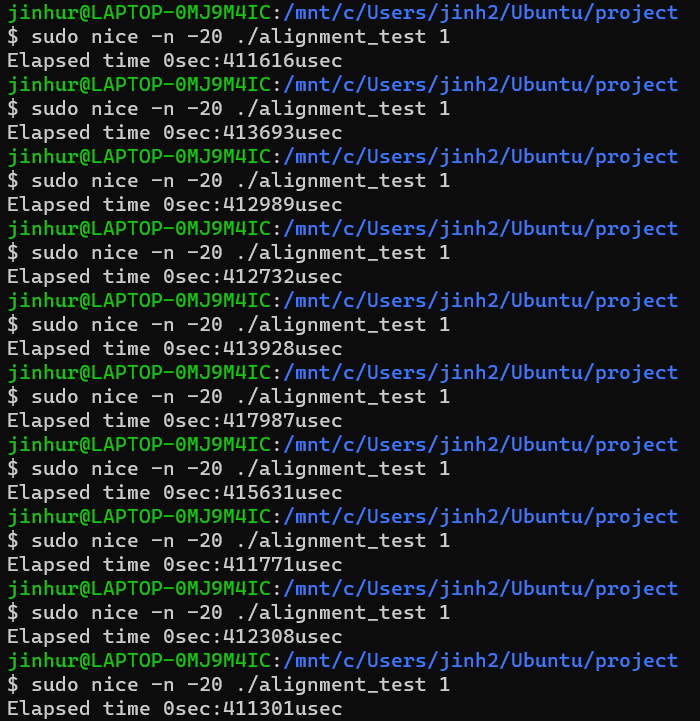 jinhur@LAPTOP-0MJ9M4IC:/mnt/c/Users/jinh2/Ubuntu/project
$ sudo nice -n -20 ./alignment_test 1
Elapsed time 0sec:411616usec
jinhur@LAPTOP-0MJ9M4IC:/mnt/c/Users/jinh2/Ubuntu/project
$ sudo nice -n -20 ./alignment_test 1
Elapsed time 0sec:413693usec
jinhur@LAPTOP-0MJ9M4IC:/mnt/c/Users/jinh2/Ubuntu/project
$ sudo nice -n -20 ./alignment_test 1
Elapsed time 0sec:412989usec
jinhur@LAPTOP-0MJ9M4IC:/mnt/c/Users/jinh2/Ubuntu/project
$ sudo nice -n -20 ./alignment_test 1
Elapsed time 0sec:412732usec
jinhur@LAPTOP-0MJ9M4IC:/mnt/c/Users/jinh2/Ubuntu/project
$ sudo nice -n -20 ./alignment_test 1
Elapsed time 0sec:413928usec
jinhur@LAPTOP-0MJ9M4IC:/mnt/c/Users/jinh2/Ubuntu/project
$ sudo nice -n -20 ./alignment_test 1
Elapsed time 0sec:417987usec
jinhur@LAPTOP-0MJ9M4IC:/mnt/c/Users/jinh2/Ubuntu/project
$ sudo nice -n -20 ./alignment_test 1
Elapsed time 0sec:415631usec
jinhur@LAPTOP-0MJ9M4IC:/mnt/c/Users/jinh2/Ubuntu/project
$ sudo nice -n -20 ./alignment_test 1
Elapsed time 0sec:411771usec
jinhur@LAPTOP-0MJ9M4IC:/mnt/c/Users/jinh2/Ubuntu/project
$ sudo nice -n -20 ./alignment_test 1
Elapsed time 0sec:412308usec
jinhur@LAPTOP-0MJ9M4IC:/mnt/c/Users/jinh2/Ubuntu/project
$ sudo nice -n -20 ./alignment_test 1
Elapsed time 0sec:411301usec